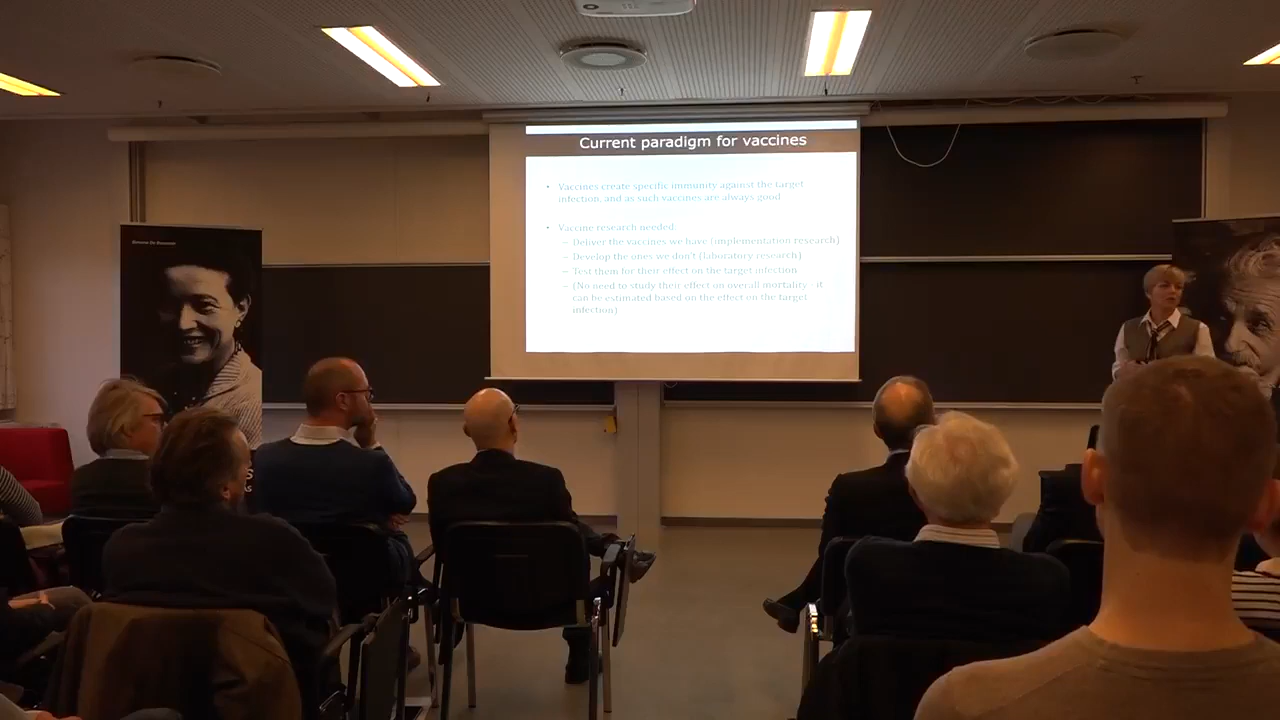 Current paradigm for vaccines
• Vaccines create specific immunity against the target
infection, and as such vaccines are always good
• Vaccine research needed:
– Deliver the vaccines we have (implementation research)
– Develop the ones we don't (laboratory research)
– Test them for their effect on the target infection
– (No need to study their effect on overall mortality - it
can be estimated based on the effect on the target
infection)
Simone De Beauvoir